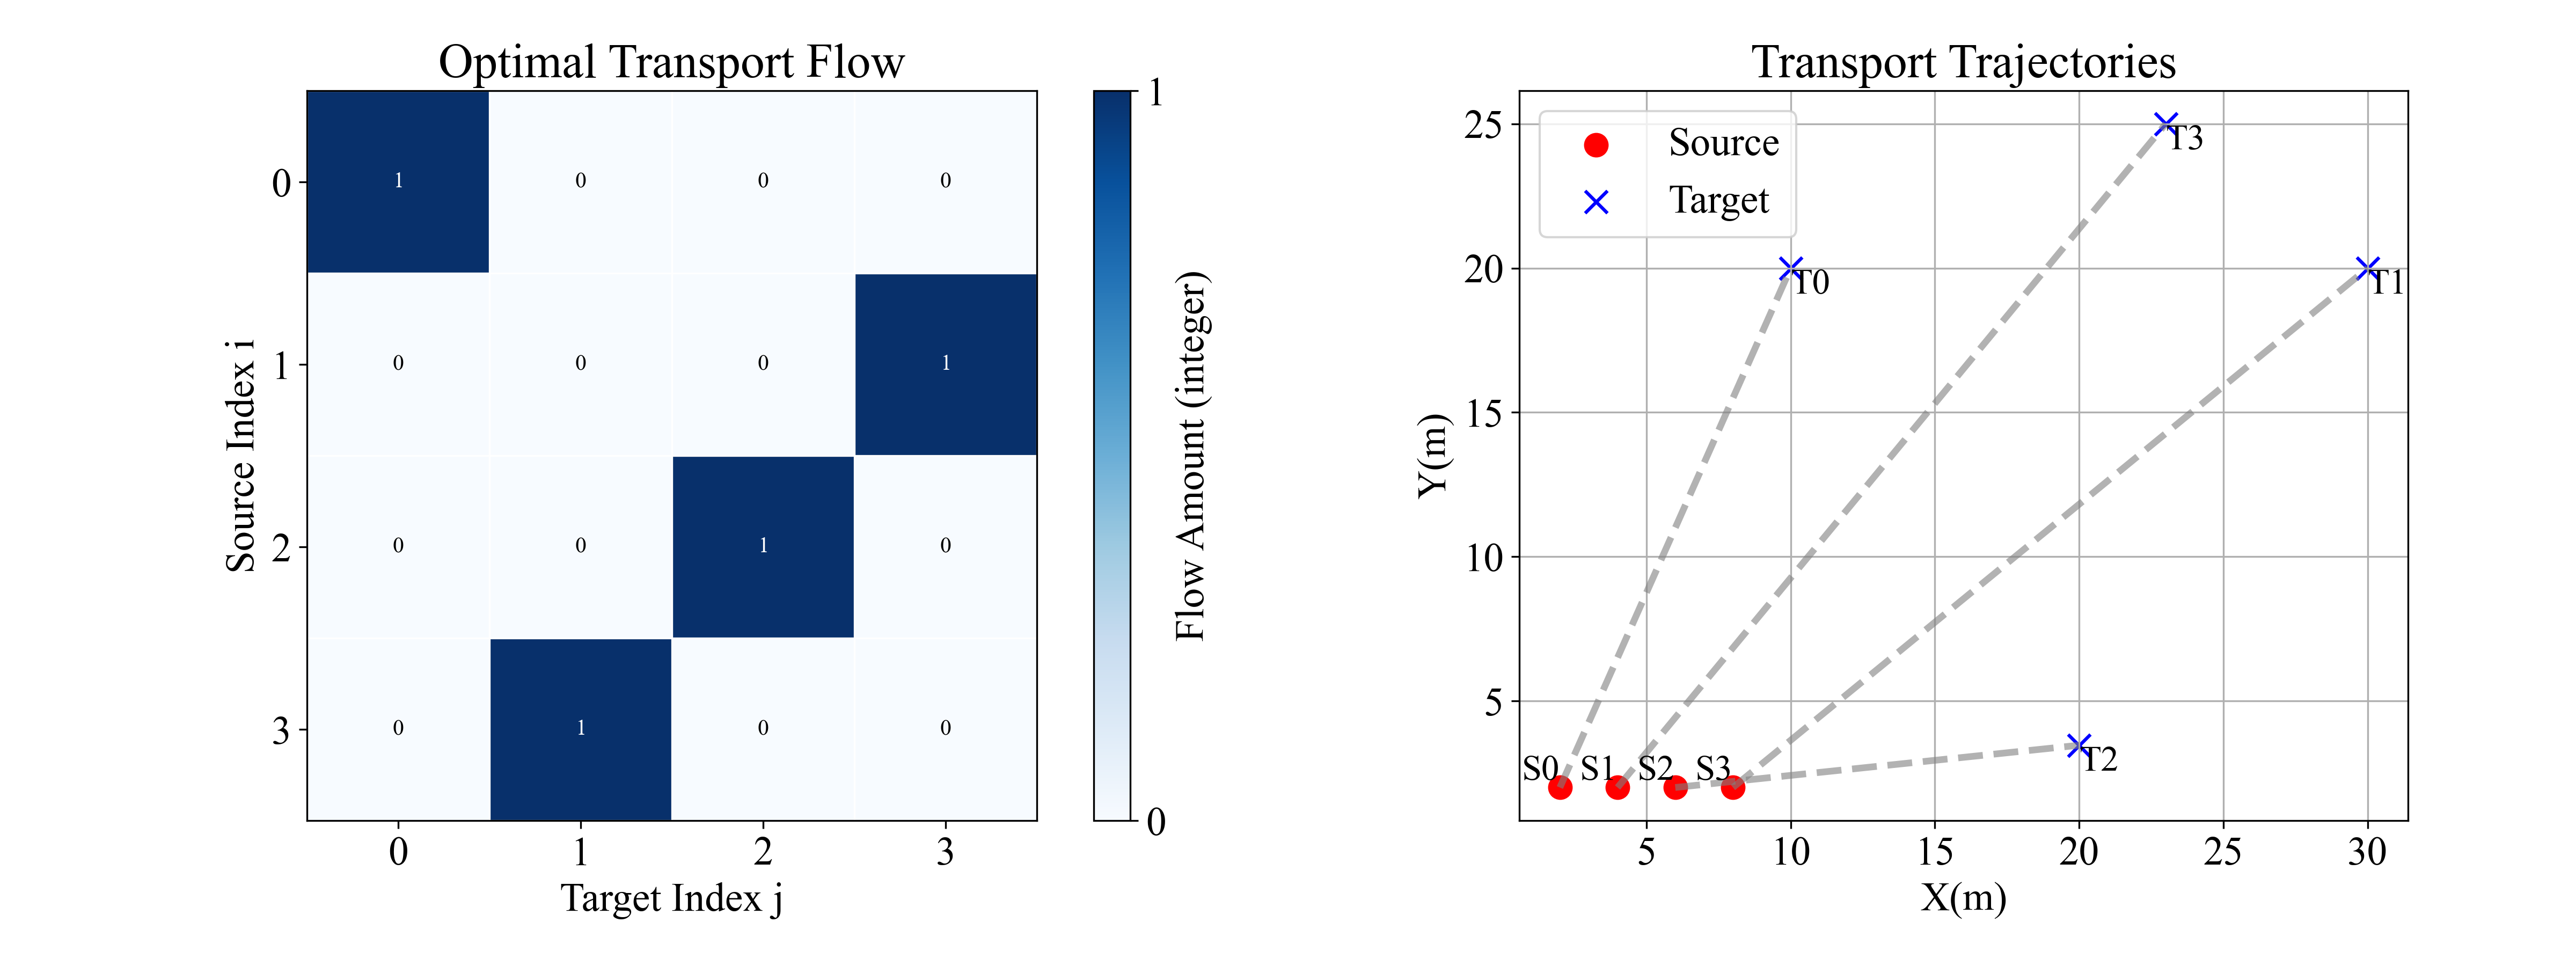 Optimal Transport Flow
Source Index i
0
1
2
3
1 0 0 0
0 0 0 1
0 0 1 0
0 1 0 0
0 1 2 3
Target Index j
1
0
Flow Amount (integer)
Transport Trajectories
Source
Target
Y(m)
25
20
15
10
5
T3
T0
T1
T2
S0 S1 S2 S3
5 10 15 20 25 30
X(m)